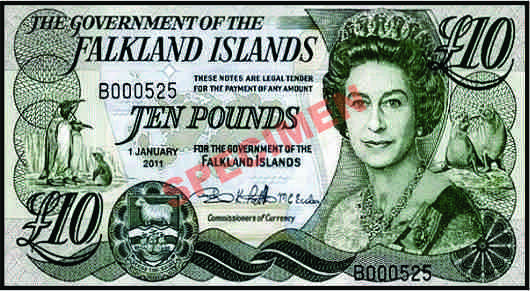 THE GOVERNMENT OF THE
FALKLAND ISLANDS
£10
THESE NOTES ARE LEGAL TENDER
FOR THE PAYMENT OF ANY AMOUNT
B000525
TEN POUNDS
1 JANUARY
2011
FOR THE GOVERNMENT OF THE
FALKLAND ISLANDS
SPECIMEN
£10
Commissioners of Currency
B000525